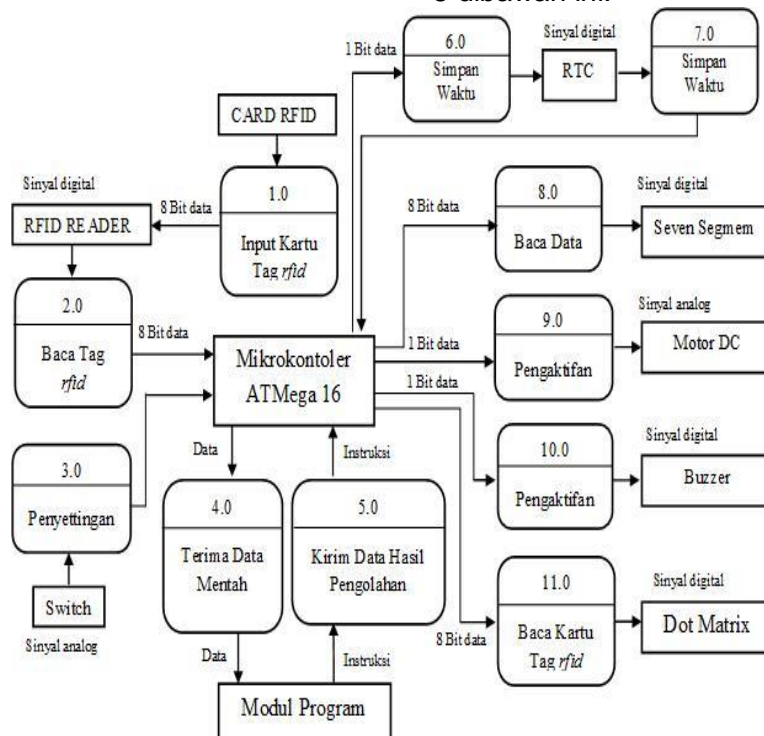 6.0
Simpan
Waktu
1 Bit data
Sinyal digital
RTC
7.0
Simpan
Waktu
CARD RFID
1.0
Input Kartu
Tag rfid
8 Bit data
Sinyal digital
RFID READER
2.0
Baca Tag
rfid
8 Bit data
Mikrokontoler
ATMega 16
8 Bit data
8.0
Baca Data
Sinyal digital
Seven Segmem
1 Bit data
9.0
Pengaktifan
Sinyal analog
Motor DC
1 Bit data
10.0
Pengaktifan
Sinyal digital
Buzzer
3.0
Penyettingan
Switch
Sinyal analog
Data
4.0
Terima Data
Mentah
Data
Instruksi
5.0
Kirim Data Hasil
Pengolahan
Instruksi
Modul Program
8 Bit data
11.0
Baca Kartu
Tag rfid
Sinyal digital
Dot Matrix